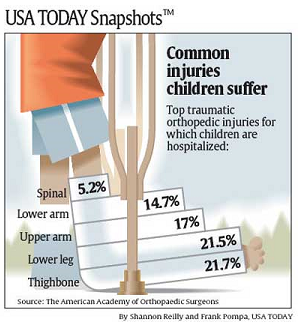 USA TODAY Snapshots™
Common
injuries
children suffer
Top traumatic
orthopedic injuries for
which children are
hospitalized:
Spinal 5.2%
Lower arm 14.7%
Upper arm 17%
Lower leg 21.5%
Thighbone 21.7%
Source: The American Academy of Orthopaedic Surgeons
By Shannon Reilly and Frank Pompa, USA TODAY